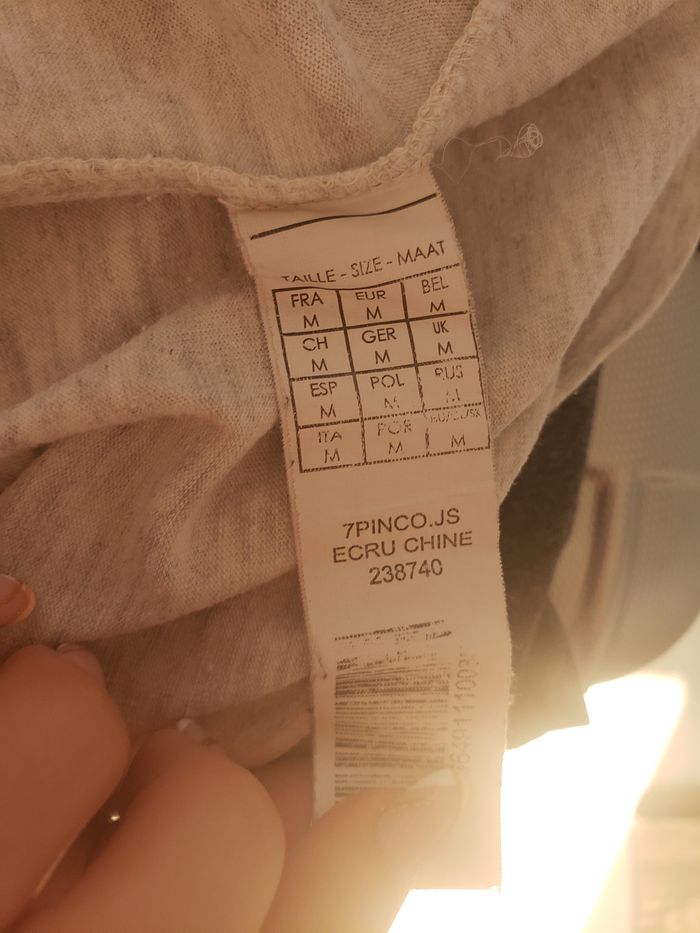 TAILLE - SIZE - MAAT
FRA EUR BEL
M M M
CH GER UK
M M M
ESP POL RUS
M M M
ITA POR
M M M
7PINCO.JS
ECRU CHINE
238740